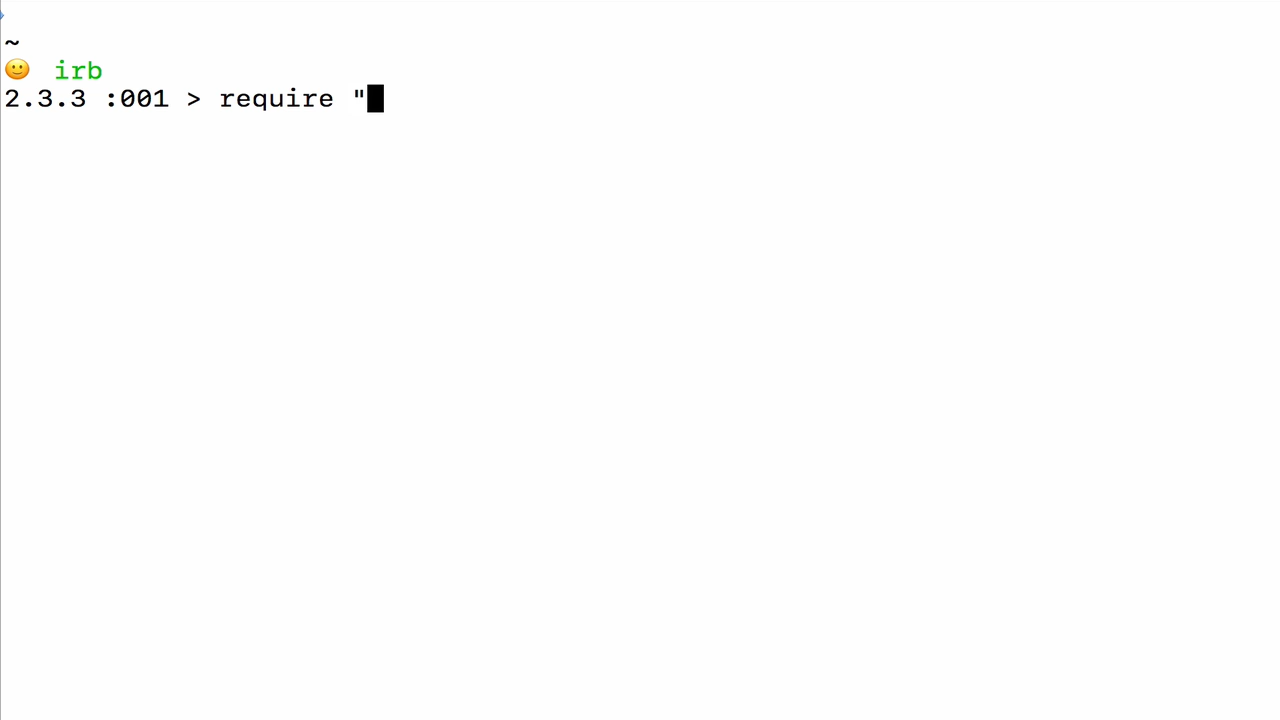 ~
🙂 irb
2.3.3 :001 > require "